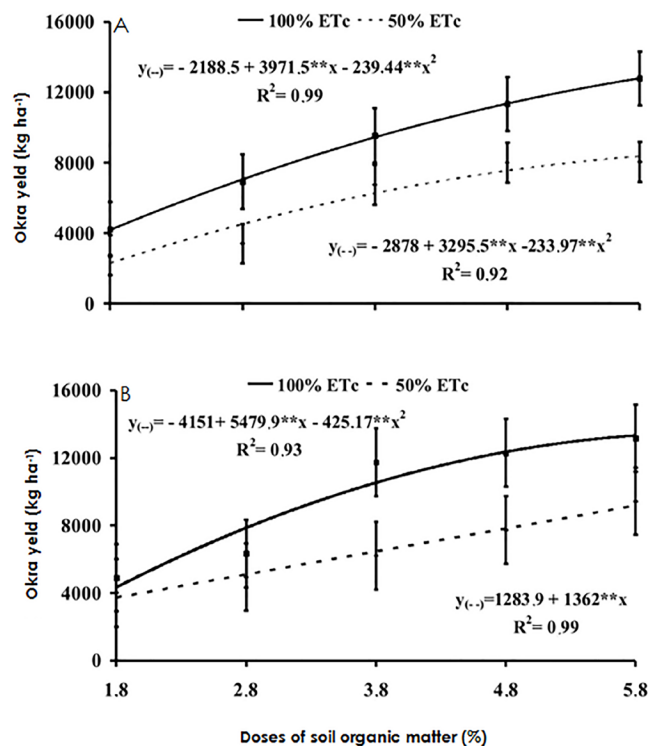 A
100% ETc 50% ETc
16000
y(--)= - 2188.5 + 3971.5**x - 239.44**x²
R²= 0.99
12000
8000
4000
0
Okra yeld (kg ha⁻¹)
y(- -)= - 2878 + 3295.5**x -233.97**x²
R²= 0.92
B
100% ETc 50% ETc
16000
y(--)= - 4151+ 5479.9**x - 425.17**x²
R²= 0.93
12000
8000
4000
0
Okra yeld (kg ha⁻¹)
y(- -)=1283.9 + 1362**x
R²= 0.99
1.8 2.8 3.8 4.8 5.8
Doses of soil organic matter (%)